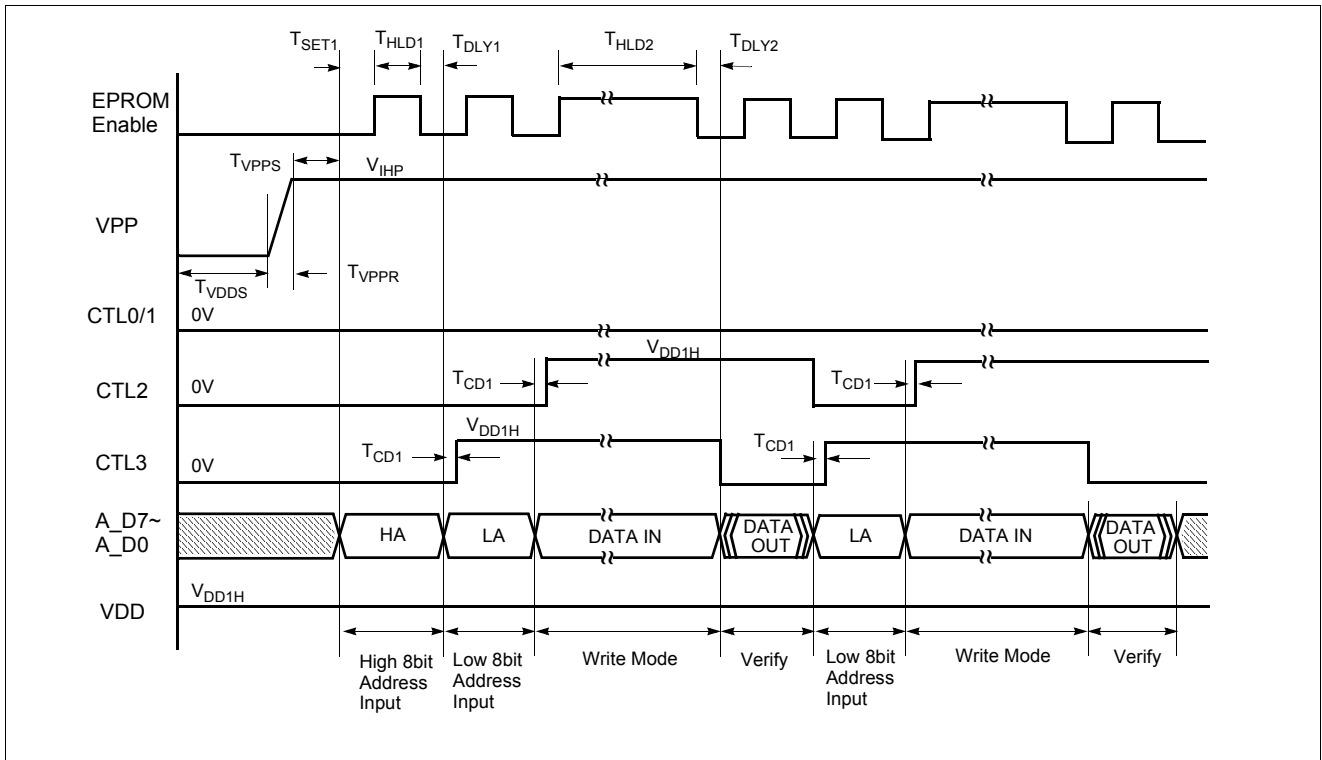 TSET1 THLD1 TDLY1 THLD2 TDLY2
EPROM
Enable
TVPPS VIHP
VPP
TVPPR
TVDDS
CTL0/1 0V
VDD1H
CTL2 0V TCD1 TCD1
VDD1H
CTL3 0V TCD1 TCD1
A_D7~
A_D0
HA LA DATA IN DATA
OUT LA DATA IN DATA
OUT
VDD1H
VDD
High 8bit
Address
Input
Low 8bit
Address
Input
Write Mode
Verify
Low 8bit
Address
Input
Write Mode
Verify